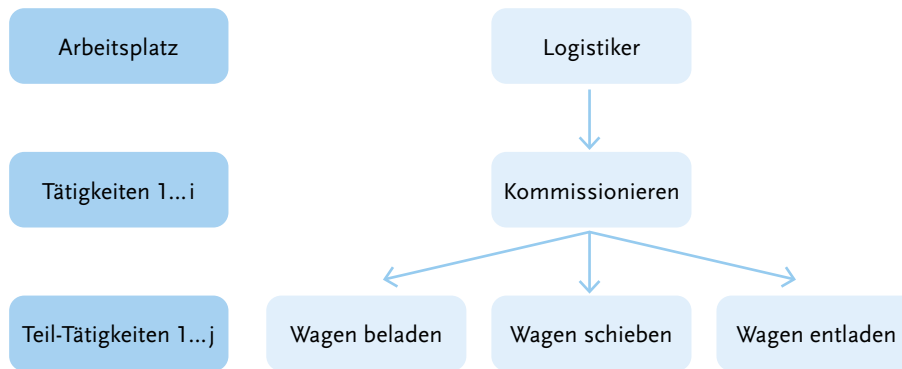 Arbeitsplatz
Logistiker
Tätigkeiten 1...i
Kommissionieren
Teil-Tätigkeiten 1...j
Wagen beladen
Wagen schieben
Wagen entladen